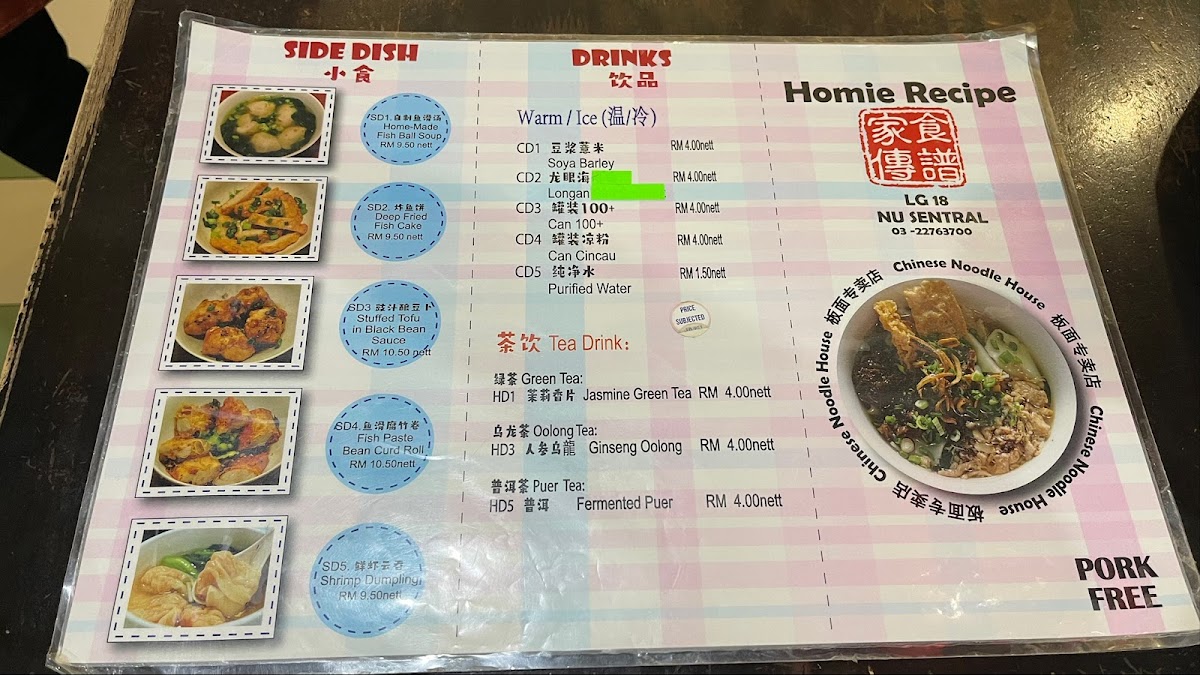 SIDE DISH
小食
SD1.自制鱼滑汤
Home-Made
Fish Ball Soup
RM 9.50 nett
SD2. 炸鱼饼
Deep Fried
Fish Cake
RM 9.50 nett
SD3 豉汁酿豆卜
Stuffed Tofu
in Black Bean
Sauce
RM 10.50 nett
SD4.鱼滑腐竹卷
Fish Paste
Bean Curd Roll
RM 10.50nett
SD5. 鲜虾云吞
Shrimp Dumpling
RM 9.50nett
DRINKS
饮品
Warm / Ice (温/冷)
CD1 豆浆薏米 RM 4.00nett
Soya Barley
CD2 龙眼海 RM 4.00nett
Longan
CD3 罐装100+ RM 4.00nett
Can 100+
CD4 罐装凉粉 RM 4.00nett
Can Cincau
CD5 纯净水 RM 1.50nett
Purified Water
PRICE
SUBJECTED
茶饮 Tea Drink:
绿茶 Green Tea:
HD1 茉莉香片 Jasmine Green Tea RM 4.00nett
乌龙茶 Oolong Tea:
HD3 人参乌龍 Ginseng Oolong RM 4.00nett
普洱茶 Puer Tea:
HD5 普洱 Fermented Puer RM 4.00nett
Homie Recipe
家食
傳譜
LG 18
NU SENTRAL
03 -22763700
Chinese Noodle House
板面专卖店
Chinese Noodle House
板面专卖店
Chinese Noodle House
板面专卖店
PORK
FREE